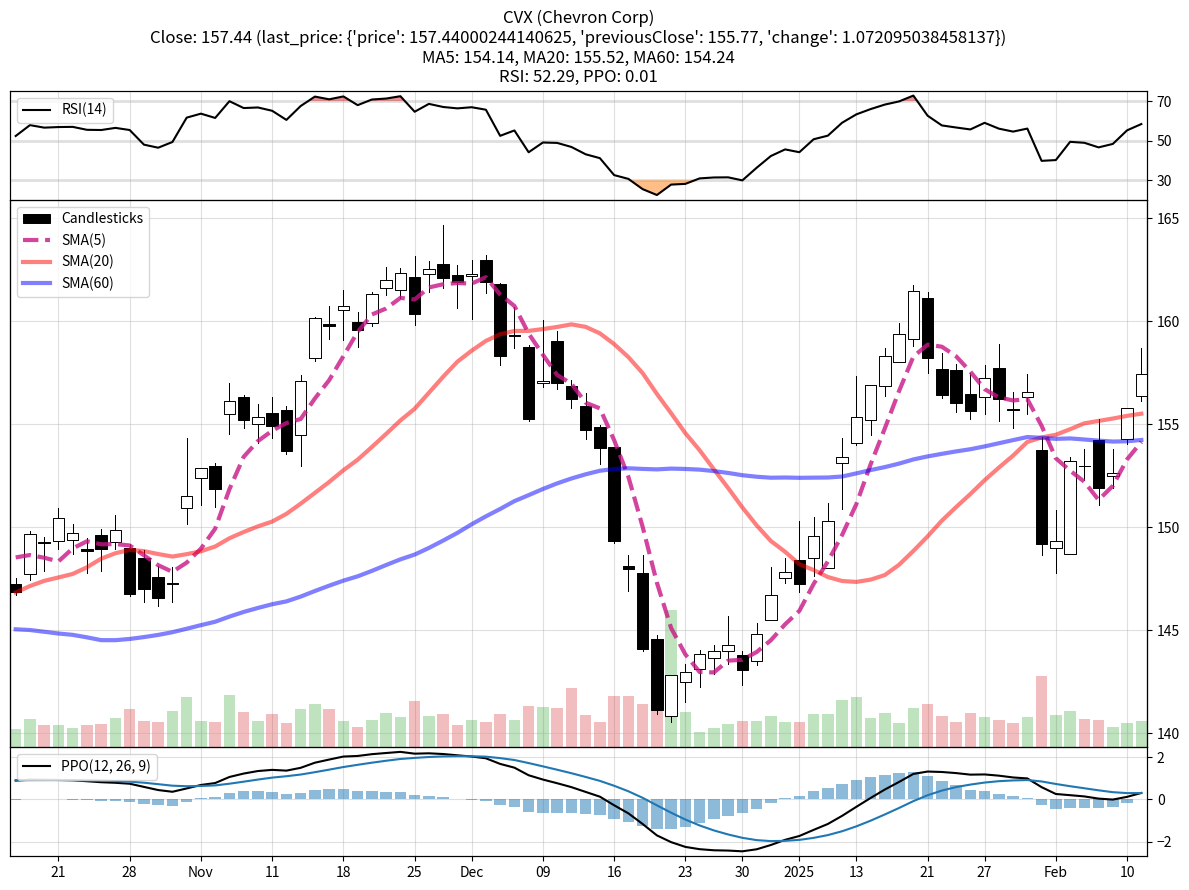 CVX (Chevron Corp)
Close: 157.44 (last_price: {'price': 157.44000244140625, 'previousClose': 155.77, 'change': 1.072095038458137})
MA5: 154.14, MA20: 155.52, MA60: 154.24
RSI: 52.29, PPO: 0.01
RSI(14)
70
50
30
Candlesticks
SMA(5)
SMA(20)
SMA(60)
165
160
155
150
145
140
PPO(12, 26, 9)
2
0
−2
21 28 Nov 11 18 25 Dec 09 16 23 30 2025 13 21 27 Feb 10